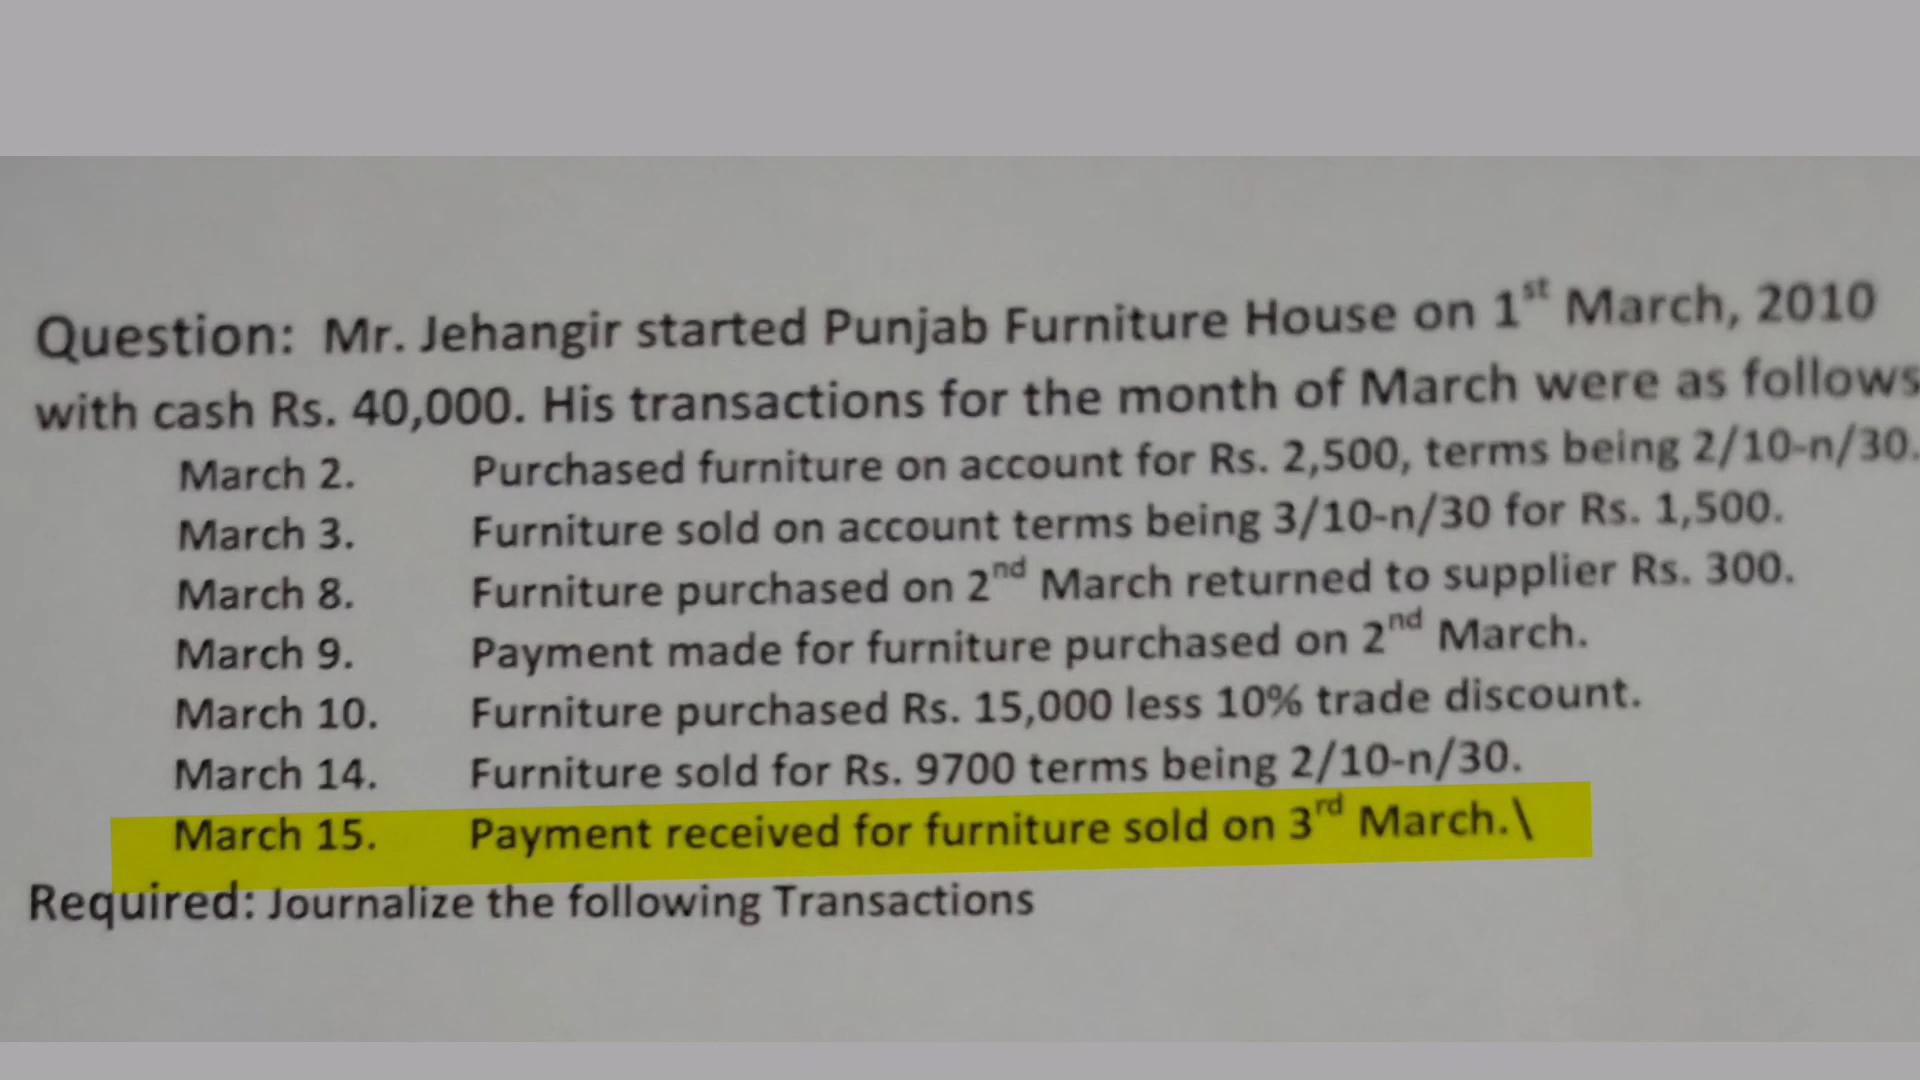 Question: Mr. Jehangir started Punjab Furniture House on 1st March, 2010
with cash Rs. 40,000. His transactions for the month of March were as follows
March 2. Purchased furniture on account for Rs. 2,500, terms being 2/10-n/30.
March 3. Furniture sold on account terms being 3/10-n/30 for Rs. 1,500.
March 8. Furniture purchased on 2nd March returned to supplier Rs. 300.
March 9. Payment made for furniture purchased on 2nd March.
March 10. Furniture purchased Rs. 15,000 less 10% trade discount.
March 14. Furniture sold for Rs. 9700 terms being 2/10-n/30.
March 15. Payment received for furniture sold on 3rd March.\
Required: Journalize the following Transactions